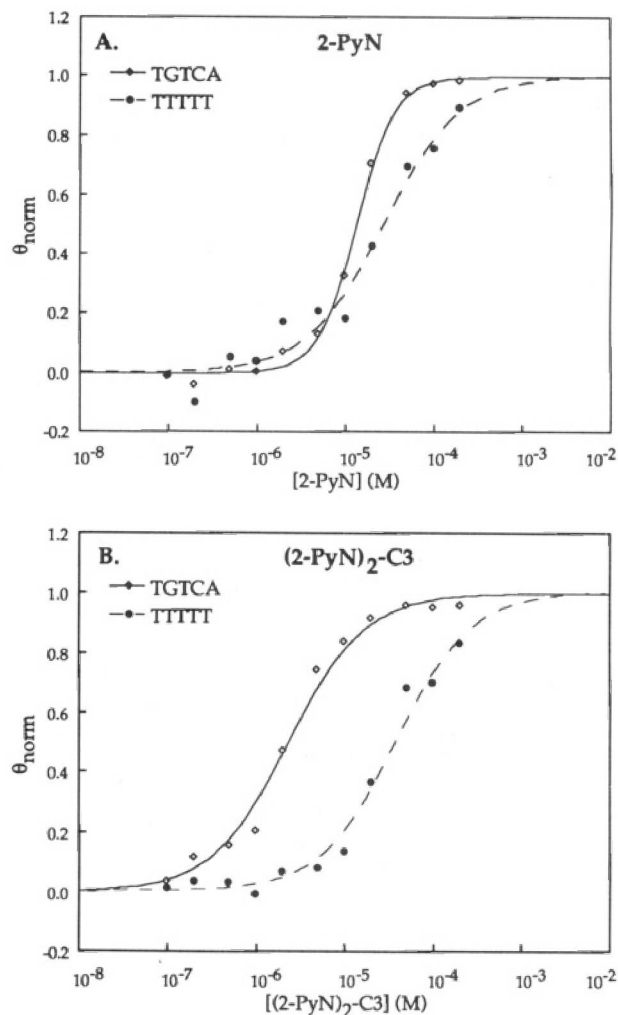 A. 2-PyN
TGTCA
TTTTT
1.2
1.0
0.8
0.6
0.4
0.2
0.0
-0.2
θnorm
10⁻⁸ 10⁻⁷ 10⁻⁶ 10⁻⁵ 10⁻⁴ 10⁻³ 10⁻²
[2-PyN] (M)
B. (2-PyN)₂-C3
TGTCA
TTTTT
1.2
1.0
0.8
0.6
0.4
0.2
0.0
-0.2
θnorm
10⁻⁸ 10⁻⁷ 10⁻⁶ 10⁻⁵ 10⁻⁴ 10⁻³ 10⁻²
[(2-PyN)₂-C3] (M)